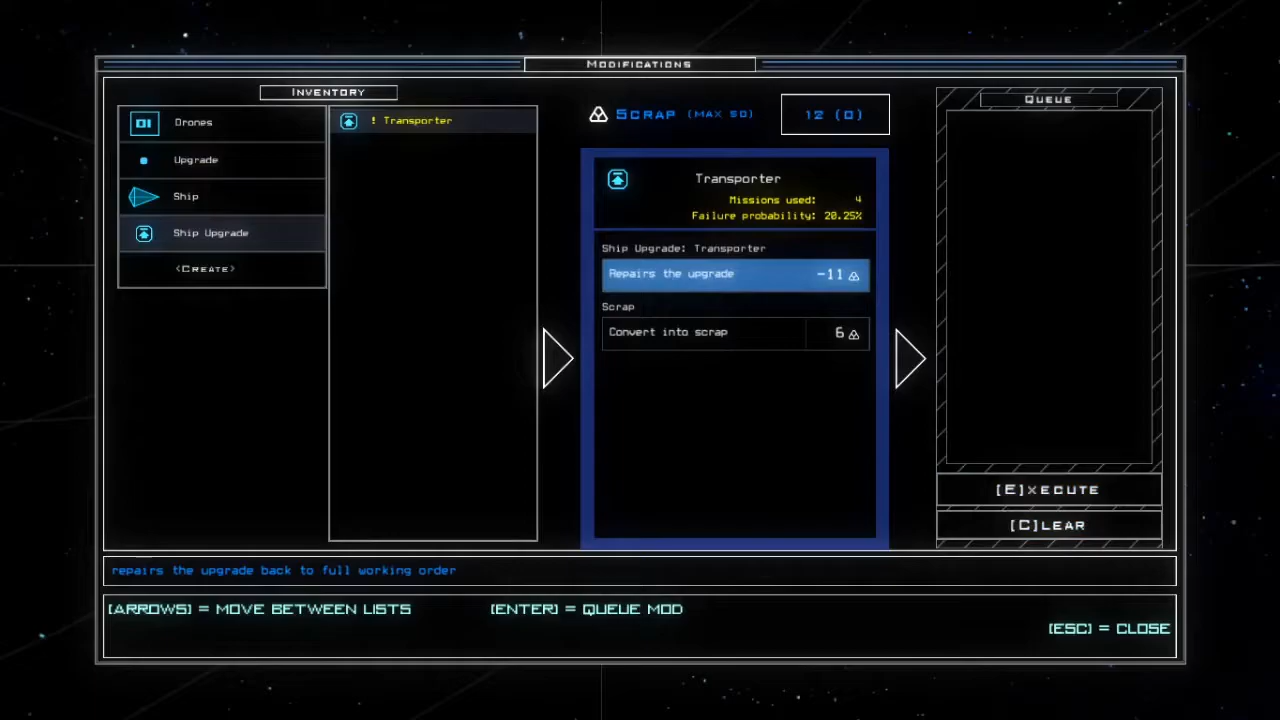 Modifications
Inventory
Drones
Upgrade
Ship
Ship Upgrade
<Create>
! Transporter
Scrap (max 50)
12 (0)
Transporter
Missions used: 4
Failure probability: 20.25%
Ship Upgrade: Transporter
Repairs the upgrade -11
Scrap
Convert into scrap 6
Queue
[E]xecute
[C]lear
repairs the upgrade back to full working order
[ARROWS] = MOVE BETWEEN LISTS [ENTER] = QUEUE MOD
[ESC] = CLOSE